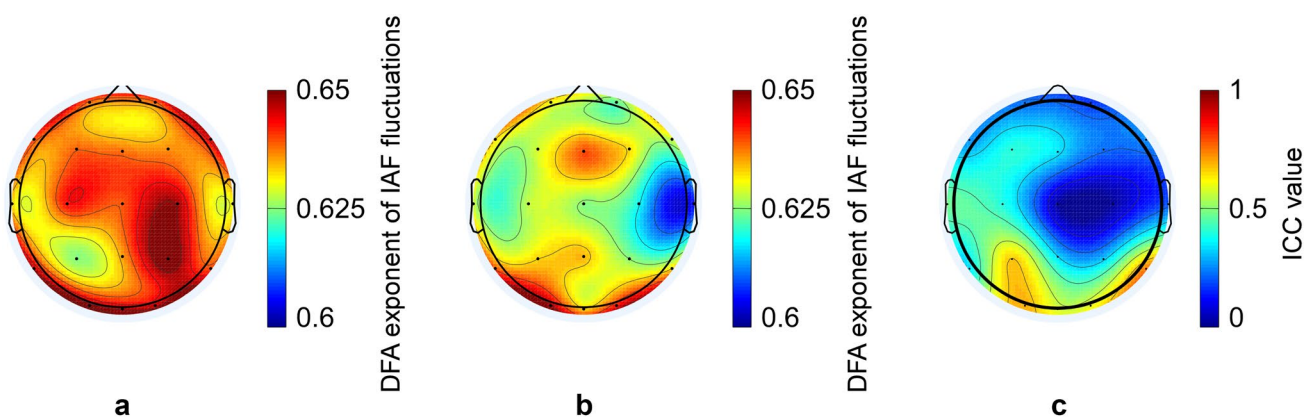 0.65
0.625
0.6
DFA exponent of IAF fluctuations
0.65
0.625
0.6
DFA exponent of IAF fluctuations
1
0.5
0
ICC value
a
b
c